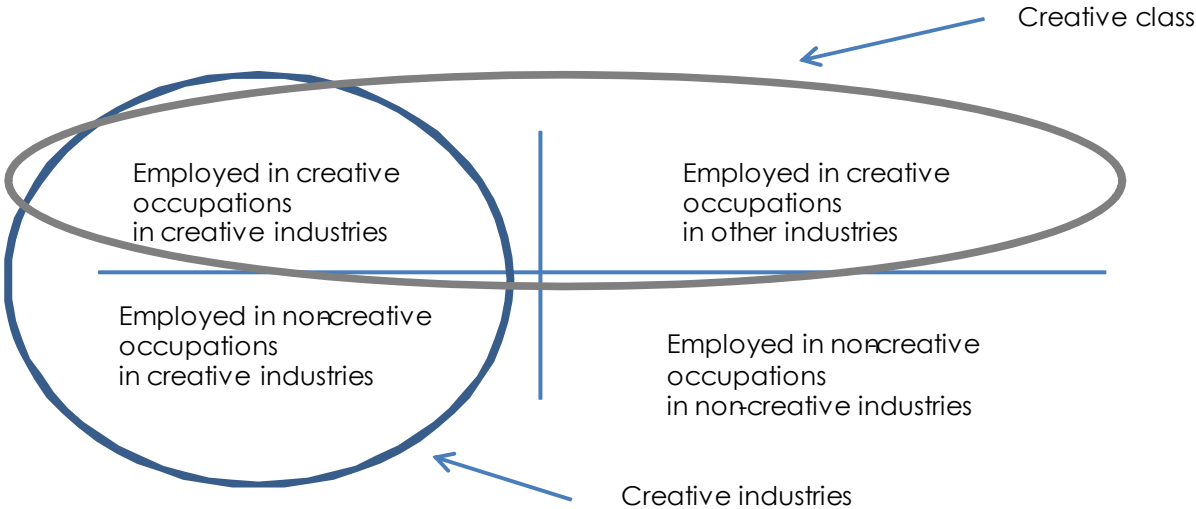 Creative class
Employed in creative
occupations
in creative industries
Employed in creative
occupations
in other industries
Employed in non-creative
occupations
in creative industries
Employed in non-creative
occupations
in non-creative industries
Creative industries